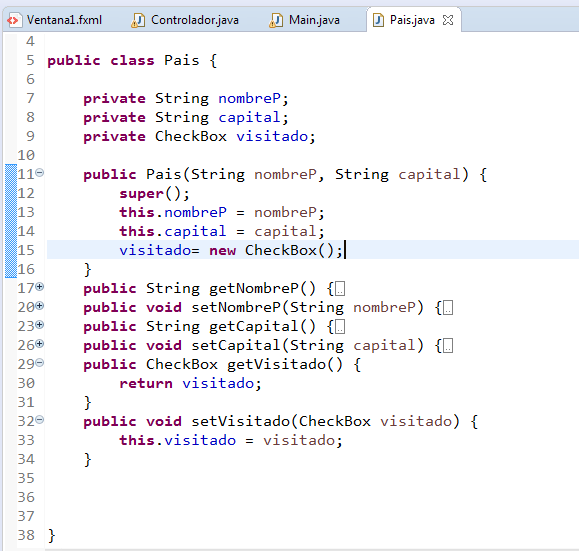 Ventana1.fxml Controlador.java Main.java Pais.java
4
5 public class Pais {
6
7 private String nombreP;
8 private String capital;
9 private CheckBox visitado;
10
11 public Pais(String nombreP, String capital) {
12 super();
13 this.nombreP = nombreP;
14 this.capital = capital;
15 visitado= new CheckBox();
16 }
17 public String getNombreP() {
20 public void setNombreP(String nombreP) {
23 public String getCapital() {
26 public void setCapital(String capital) {
29 public CheckBox getVisitado() {
30 return visitado;
31 }
32 public void setVisitado(CheckBox visitado) {
33 this.visitado = visitado;
34 }
35
36
37
38 }